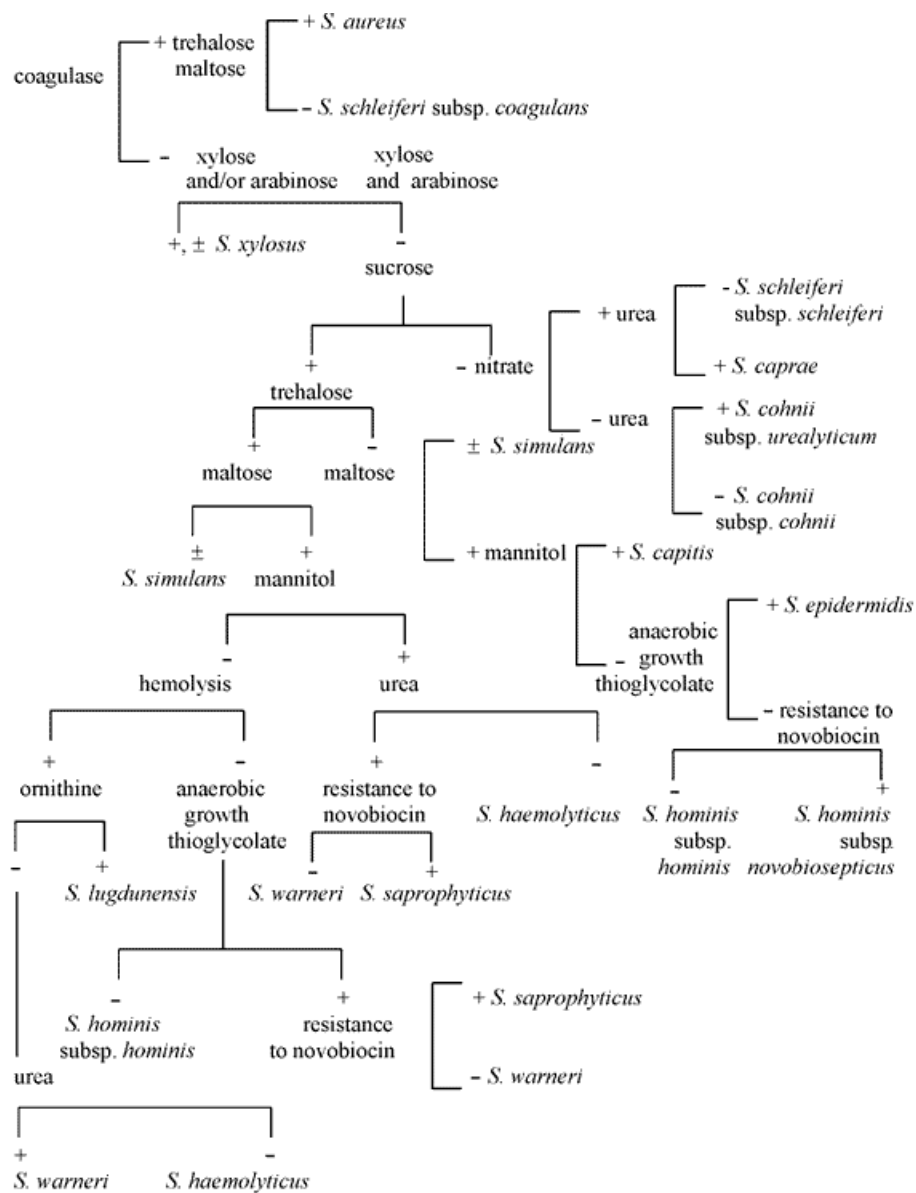 + S. aureus
+ trehalose
maltose
coagulase
– S. schleiferi subsp. coagulans
– xylose xylose
and/or arabinose and arabinose
+, ± S. xylosus –
sucrose
– S. schleiferi
+ urea subsp. schleiferi
+ – nitrate + S. caprae
trehalose
– urea + S. cohnii
+ – ± S. simulans subsp. urealyticum
maltose maltose
– S. cohnii
subsp. cohnii
± + + mannitol + S. capitis
S. simulans mannitol
+ S. epidermidis
anaerobic
– + – growth
hemolysis urea thioglycolate
– resistance to
novobiocin
+ – + –
ornithine anaerobic resistance to – +
growth novobiocin S. haemolyticus S. hominis S. hominis
thioglycolate subsp. subsp.
– + – + hominis novobiosepticus
S. lugdunensis S. warneri S. saprophyticus
– + + S. saprophyticus
S. hominis resistance
subsp. hominis to novobiocin
urea – S. warneri
+ –
S. warneri S. haemolyticus